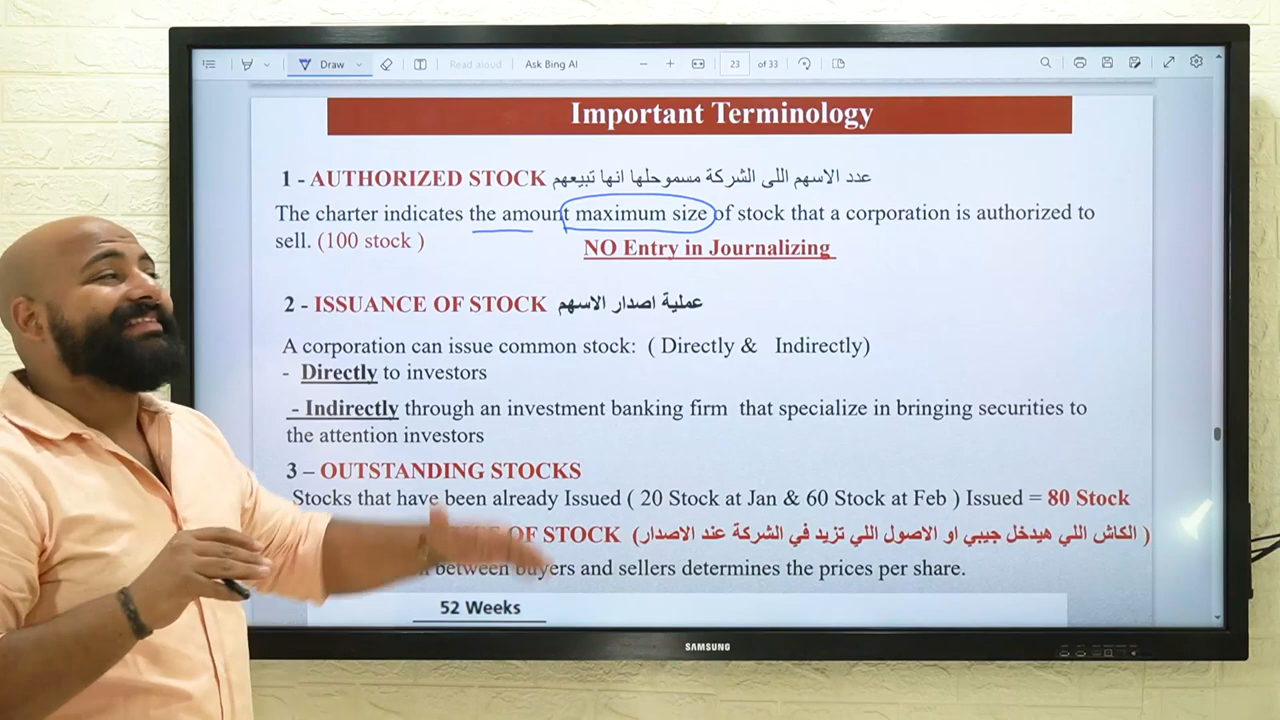 Draw
Read aloud
Ask Bing AI
23
of 33
Important Terminology
1 - AUTHORIZED STOCK عدد الاسهم اللى الشركة مسموحلها انها تبيعهم
The charter indicates the amount maximum size of stock that a corporation is authorized to
sell. (100 stock )
NO Entry in Journalizing
2 - ISSUANCE OF STOCK عملية اصدار الاسهم
A corporation can issue common stock: ( Directly & Indirectly)
- Directly to investors
- Indirectly through an investment banking firm that specialize in bringing securities to
the attention investors
3 – OUTSTANDING STOCKS
Stocks that have been already Issued ( 20 Stock at Jan & 60 Stock at Feb ) Issued = 80 Stock
OF STOCK (الكاش اللي هيدخل جيبي او الاصول اللي تزيد في الشركة عند الاصدار )
between buyers and sellers determines the prices per share.
52 Weeks
SAMSUNG